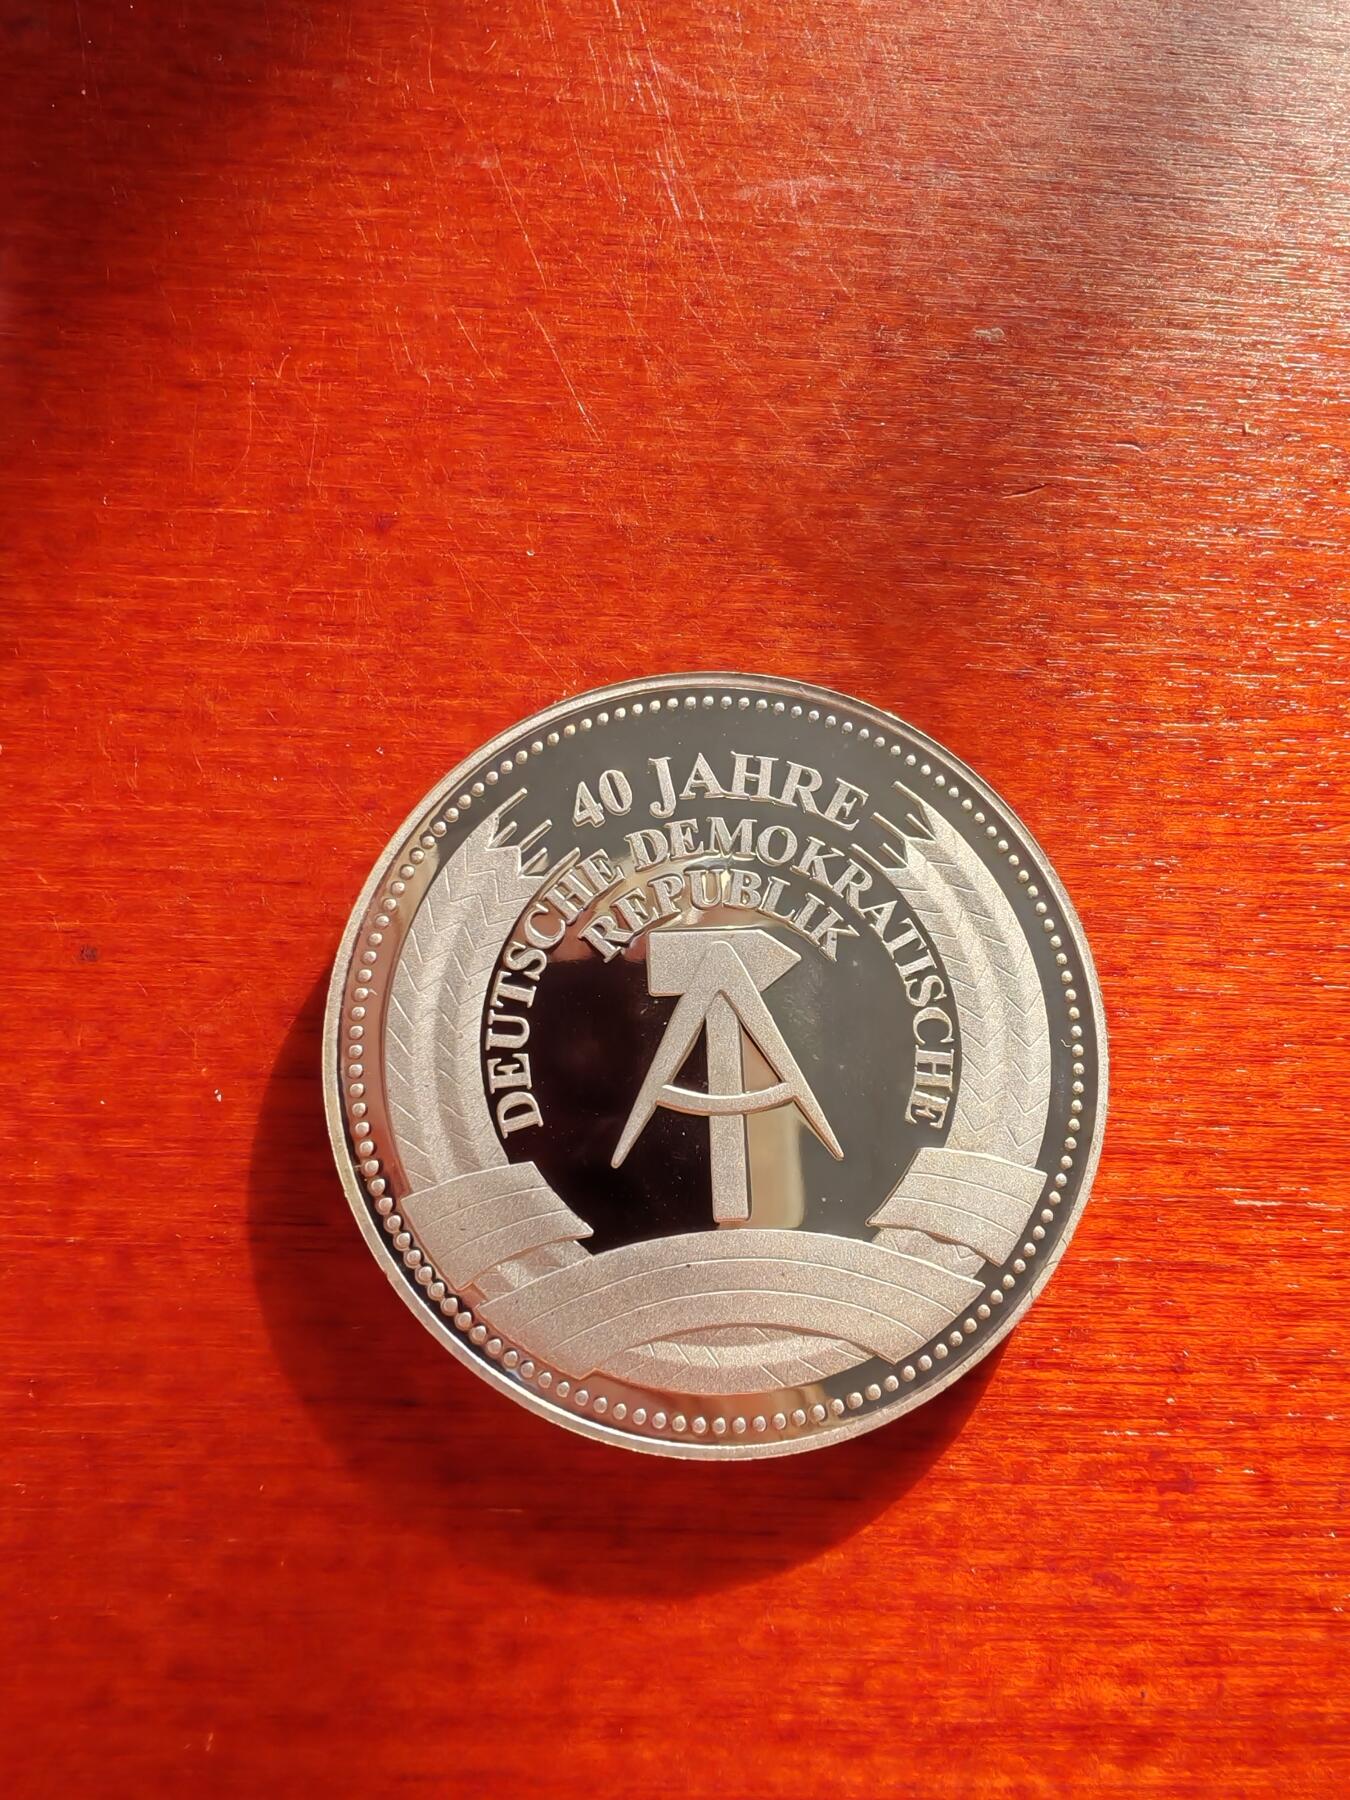 40 JAHRE
DEUTSCHE DEMOKRATISCHE
REPUBLIK